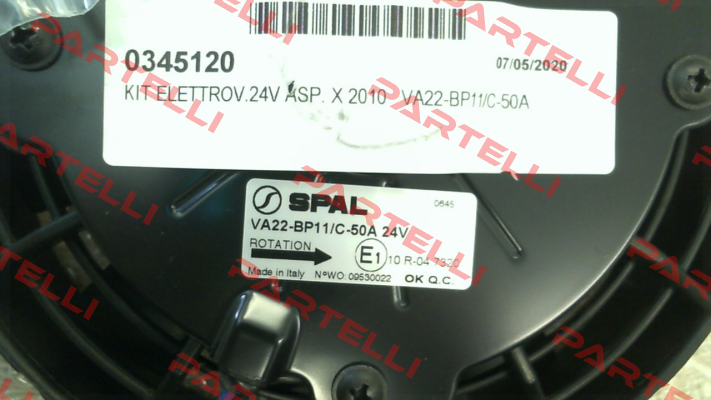 0345120
07/05/2020
KIT ELETTROV.24V ASP. X 2010 VA22-BP11/C-50A
SPAL
0645
VA22-BP11/C-50A 24V
ROTATION
E1
10 R-04 7320
Made in Italy N°WO: 09530022 OK Q.C.
PARTELLI
PARTELLI
PARTELLI
PARTELLI
PARTELLI
PARTELLI